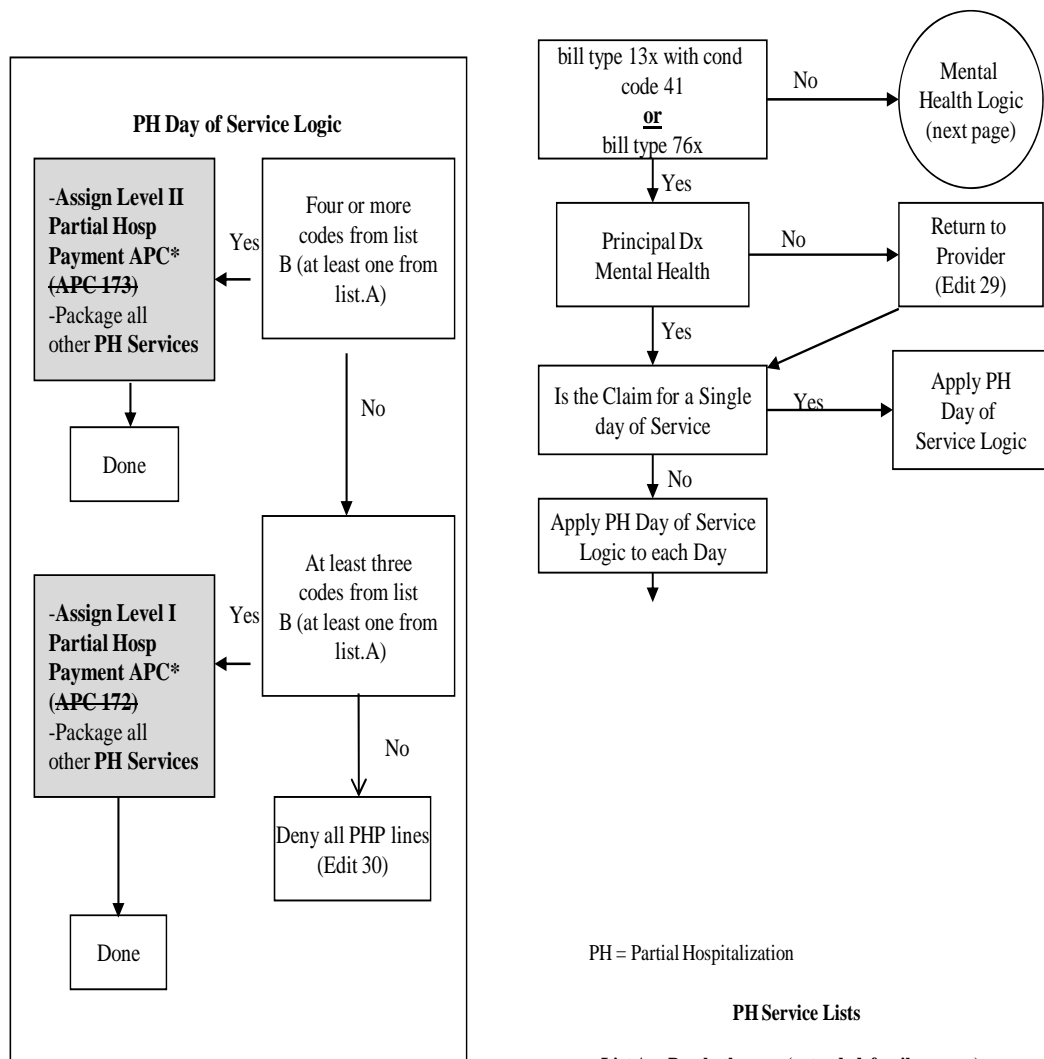 PH Day of Service Logic
-Assign Level II
Partial Hosp
Payment APC*
(APC 173)
-Package all
other PH Services
Yes
Four or more
codes from list
B (at least one from
list.A)
No
Done
-Assign Level I
Partial Hosp
Payment APC*
(APC 172)
-Package all
other PH Services
Yes
At least three
codes from list
B (at least one from
list.A)
No
Deny all PHP lines
(Edit 30)
Done
bill type 13x with cond
code 41
or
bill type 76x
No
Mental
Health Logic
(next page)
Yes
Principal Dx
Mental Health
No
Return to
Provider
(Edit 29)
Yes
Is the Claim for a Single
day of Service
Yes
Apply PH
Day of
Service Logic
No
Apply PH Day of Service
Logic to each Day
PH = Partial Hospitalization
PH Service Lists